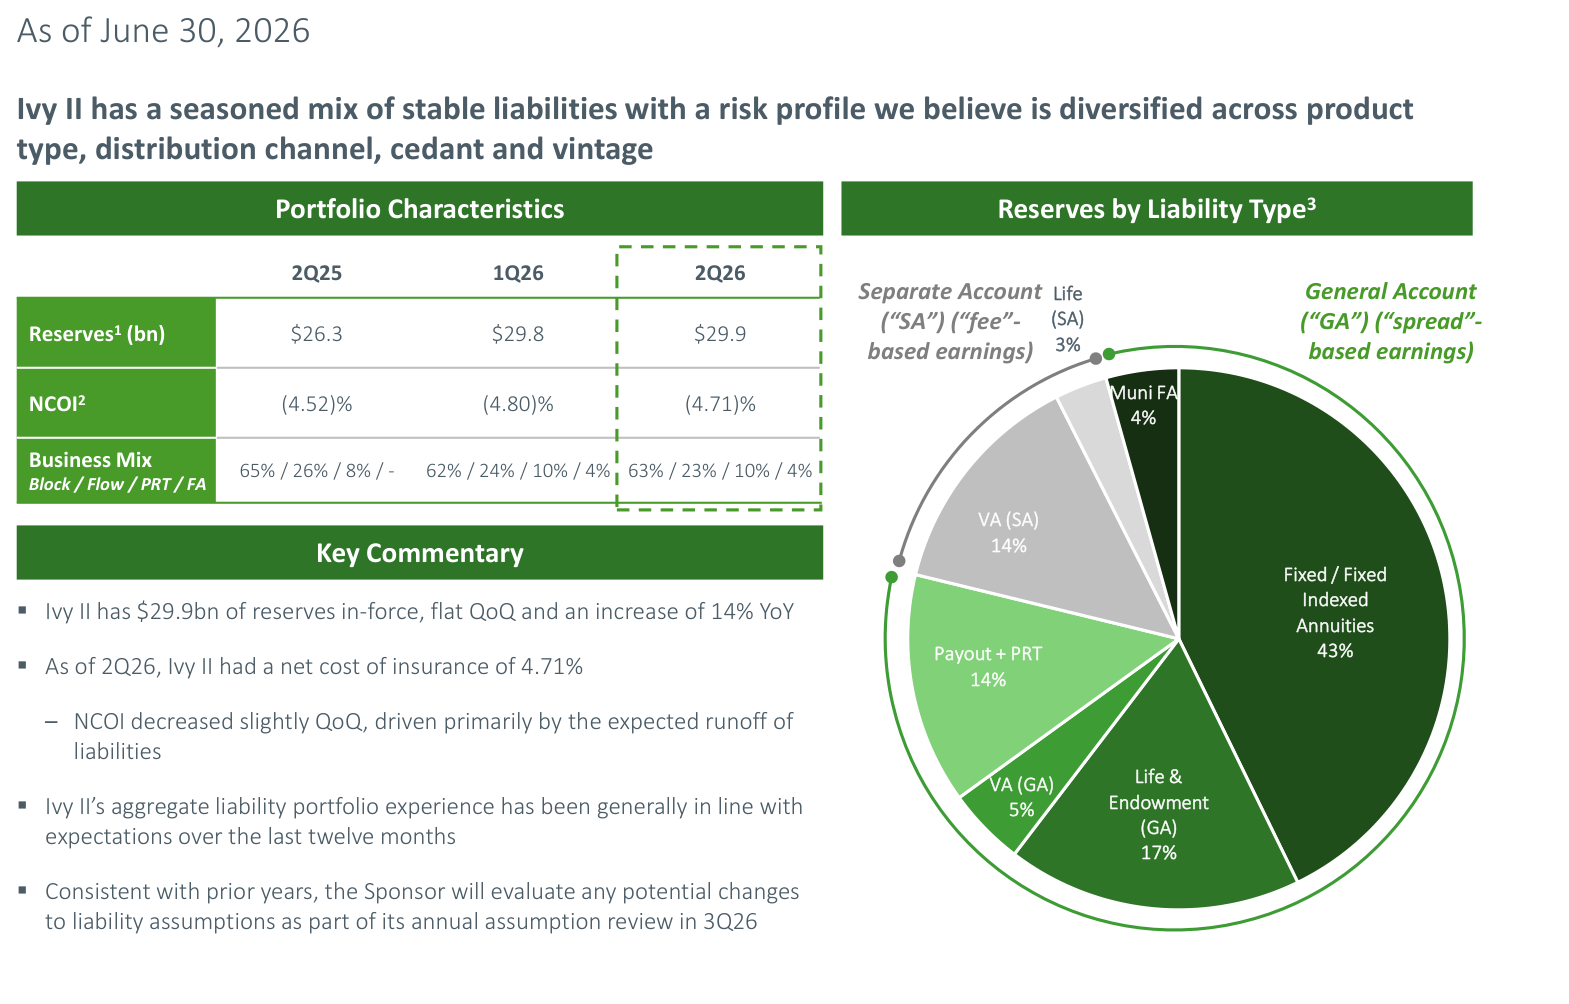 As of June 30, 2026
Ivy II has a seasoned mix of stable liabilities with a risk profile we believe is diversified across product
type, distribution channel, cedant and vintage
Portfolio Characteristics
2Q25 1Q26 2Q26
Reserves¹ (bn) $26.3 $29.8 $29.9
NCOI² (4.52)% (4.80)% (4.71)%
Business Mix
Block / Flow / PRT / FA 65% / 26% / 8% / - 62% / 24% / 10% / 4% 63% / 23% / 10% / 4%
Key Commentary
▪ Ivy II has $29.9bn of reserves in-force, flat QoQ and an increase of 14% YoY
▪ As of 2Q26, Ivy II had a net cost of insurance of 4.71%
– NCOI decreased slightly QoQ, driven primarily by the expected runoff of
liabilities
▪ Ivy II’s aggregate liability portfolio experience has been generally in line with
expectations over the last twelve months
▪ Consistent with prior years, the Sponsor will evaluate any potential changes
to liability assumptions as part of its annual assumption review in 3Q26
Reserves by Liability Type³
Separate Account
(“SA”) (“fee”-
based earnings)
Life
(SA)
3%
General Account
(“GA”) (“spread”-
based earnings)
Muni FA
4%
VA (SA)
14%
Fixed / Fixed
Indexed
Annuities
43%
Payout + PRT
14%
VA (GA)
5%
Life &
Endowment
(GA)
17%